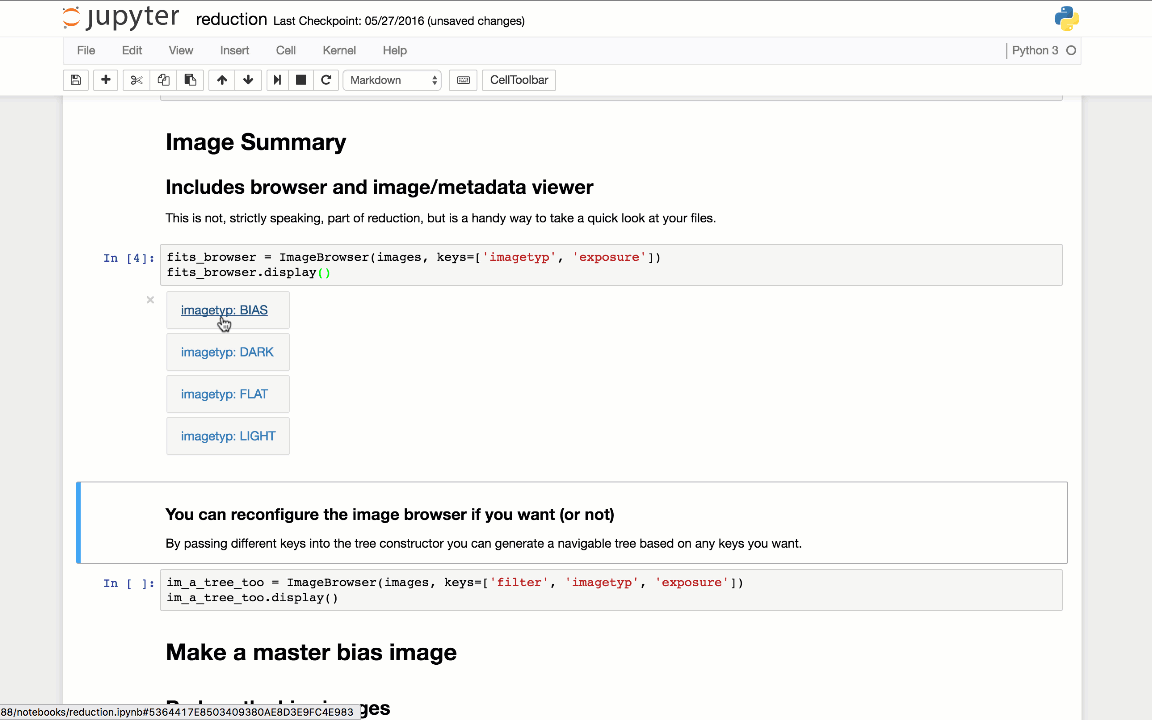 jupyter reduction Last Checkpoint: 05/27/2016 (unsaved changes)
File Edit View Insert Cell Kernel Help Python 3
Markdown CellToolbar
Image Summary
Includes browser and image/metadata viewer
This is not, strictly speaking, part of reduction, but is a handy way to take a quick look at your files.
In [4]: fits_browser = ImageBrowser(images, keys=['imagetyp', 'exposure'])
fits_browser.display()
imagetyp: BIAS
imagetyp: DARK
imagetyp: FLAT
imagetyp: LIGHT
You can reconfigure the image browser if you want (or not)
By passing different keys into the tree constructor you can generate a navigable tree based on any keys you want.
In [ ]: im_a_tree_too = ImageBrowser(images, keys=['filter', 'imagetyp', 'exposure'])
im_a_tree_too.display()
Make a master bias image
88/notebooks/reduction.ipynb#5364417E8503409380AE8D3E9FC4E983